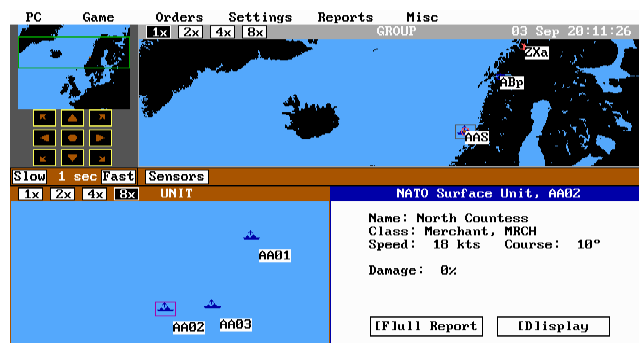 PC Game Orders Settings Reports Misc
1x 2x 4x 8x GROUP 03 Sep 20:11:26
ZXa
ABp
AAS
Slow 1 sec Fast Sensors
1x 2x 4x 8x UNIT NATO Surface Unit, AA02
Name: North Countess
Class: Merchant, MRCH
Speed: 18 kts Course: 10°
Damage: 0%
AA01
AA02 AA03
[F]ull Report [D]isplay